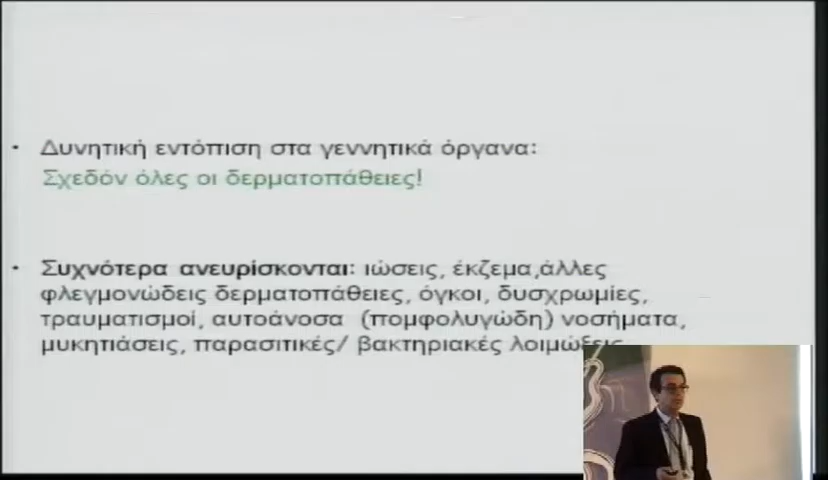 • Δυνητική εντόπιση στα γεννητικά όργανα:
Σχεδόν όλες οι δερματοπάθειες!
• Συχνότερα ανευρίσκονται: ιώσεις, έκζεμα,άλλες
φλεγμονώδεις δερματοπάθειες, όγκοι, δυσχρωμίες,
τραυματισμοί, αυτοάνοσα (πομφολυγώδη) νοσήματα,
μυκητιάσεις, παρασιτικές/ βακτηριακές λοιμώξεις